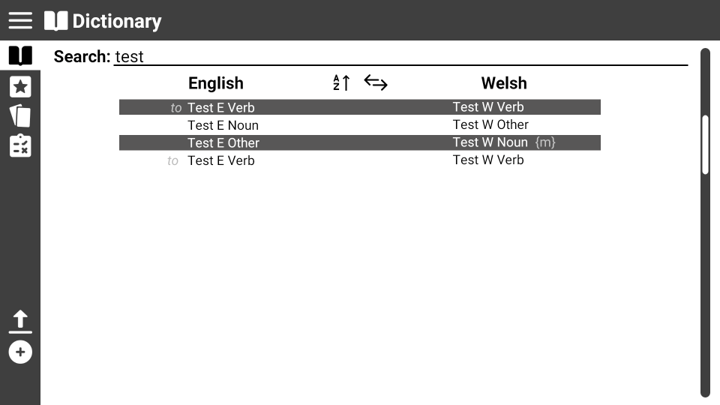 Dictionary
Search: test
English A Z Welsh
to Test E Verb Test W Verb
Test E Noun Test W Other
Test E Other Test W Noun {m}
to Test E Verb Test W Verb